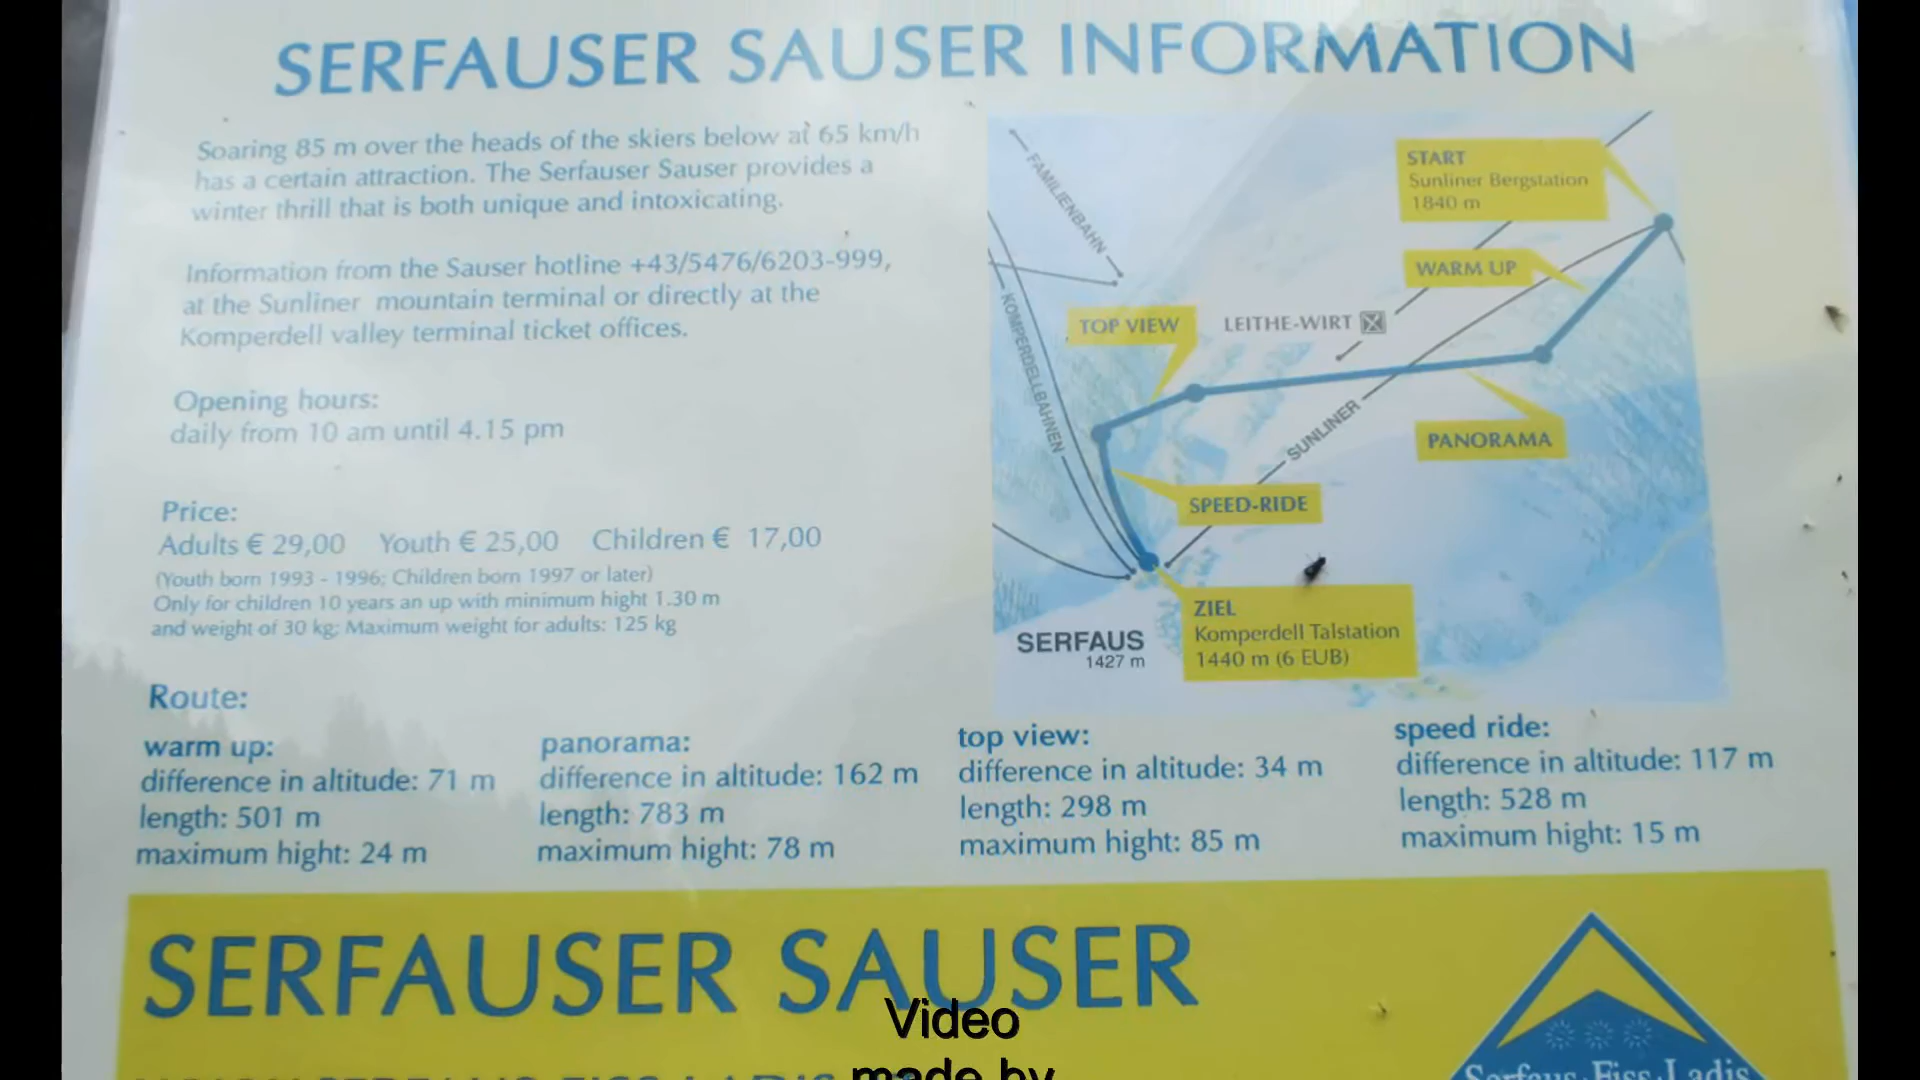 SERFAUSER SAUSER INFORMATION
Soaring 85 m over the heads of the skiers below at 65 km/h
has a certain attraction. The Serfauser Sauser provides a
winter thrill that is both unique and intoxicating.
Information from the Sauser hotline +43/5476/6203-999,
at the Sunliner mountain terminal or directly at the
Komperdell valley terminal ticket offices.
Opening hours:
daily from 10 am until 4.15 pm
Price:
Adults € 29,00 Youth € 25,00 Children € 17,00
(Youth born 1993 - 1996; Children born 1997 or later)
Only for children 10 years an up with minimum hight 1.30 m
and weight of 30 kg; Maximum weight for adults: 125 kg
FAMILIENBAHN
START
Sunliner Bergstation
1840 m
WARM UP
TOP VIEW
LEITHE-WIRT
KOMPERDELLBAHNEN
SUNLINER
PANORAMA
SPEED-RIDE
ZIEL
Komperdell Talstation
1440 m (6 EUB)
SERFAUS
1427 m
Route:
warm up:
difference in altitude: 71 m
length: 501 m
maximum hight: 24 m
panorama:
difference in altitude: 162 m
length: 783 m
maximum hight: 78 m
top view:
difference in altitude: 34 m
length: 298 m
maximum hight: 85 m
speed ride:
difference in altitude: 117 m
length: 528 m
maximum hight: 15 m
SERFAUSER SAUSER
Video
made by
Serfaus-Fiss-Ladis